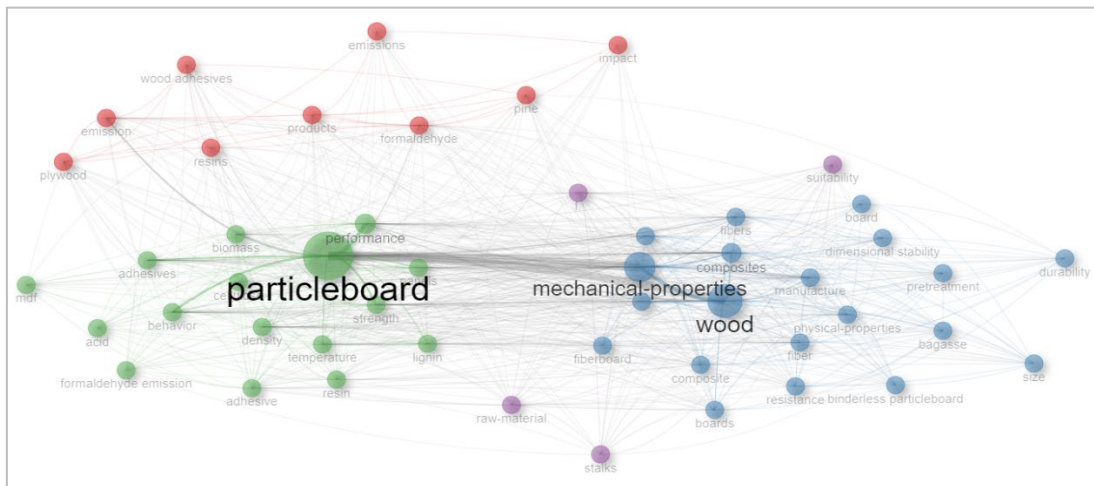 emissions
impact
wood adhesives
pine
emission
products
formaldehyde
resins
plywood
suitability
board
fibers
performance
biomass
dimensional stability
composites
durability
adhesives
mdf
particleboard
mechanical-properties
manufacture
pretreatment
behavior
strength
wood
physical-properties
bagasse
acid
density
temperature
lignin
fiberboard
fiber
formaldehyde emission
composite
size
adhesive
resin
resistance
binderless particleboard
raw-material
boards
stalks